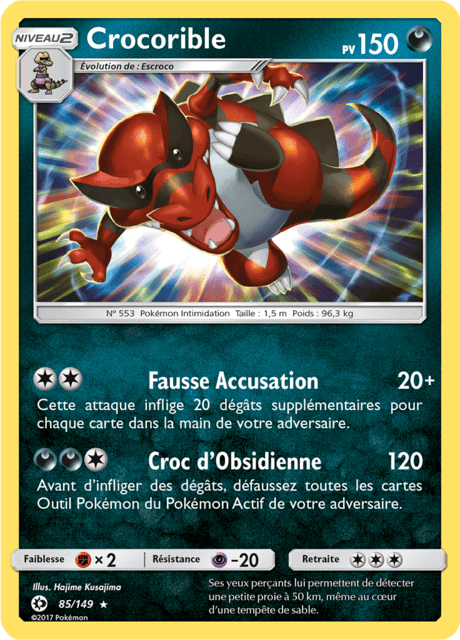 NIVEAU 2
Crocorible
PV 150
Évolution de : Escroco
N° 553 Pokémon Intimidation Taille : 1,5 m Poids : 96,3 kg
Fausse Accusation 20+
Cette attaque inflige 20 dégâts supplémentaires pour
chaque carte dans la main de votre adversaire.
Croc d'Obsidienne 120
Avant d'infliger des dégâts, défaussez toutes les cartes
Outil Pokémon du Pokémon Actif de votre adversaire.
Faiblesse × 2 Résistance -20 Retraite
Illus. Hajime Kusajima
85/149 ★
©2017 Pokémon
Ses yeux perçants lui permettent de détecter
une petite proie à 50 km, même au cœur
d'une tempête de sable.